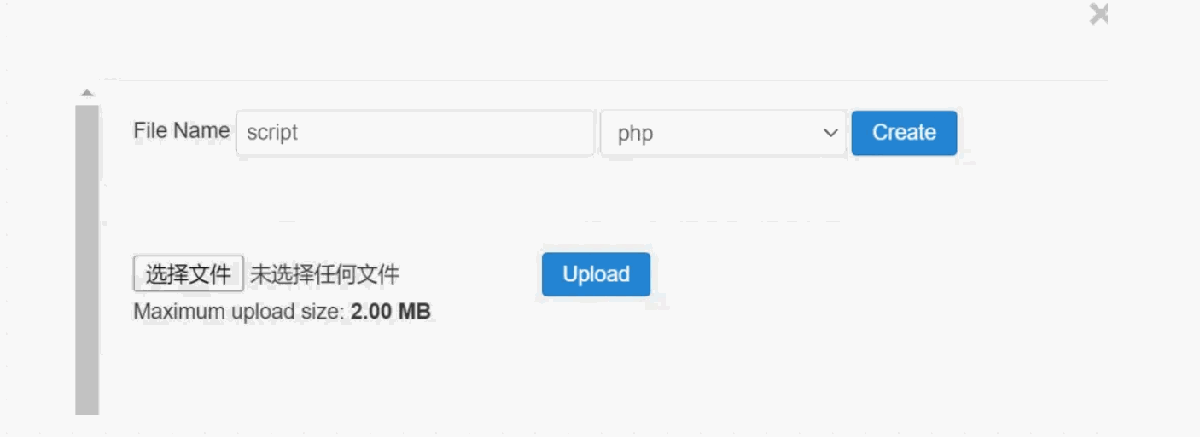 File Name script php Create
选择文件 未选择任何文件 Upload
Maximum upload size: 2.00 MB